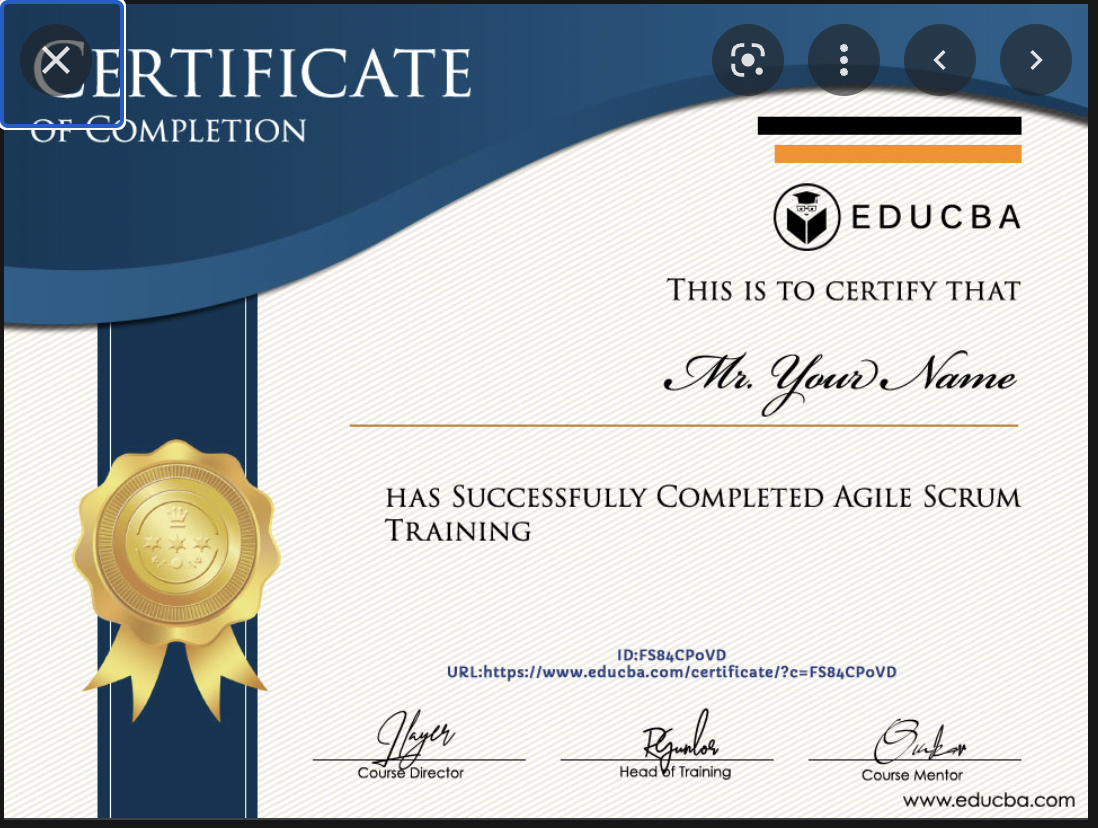 CERTIFICATE
OF COMPLETION
EDUCBA
THIS IS TO CERTIFY THAT
Mr. Your Name
HAS SUCCESSFULLY COMPLETED AGILE SCRUM
TRAINING
ID:FS84CPoVD
URL:https://www.educba.com/certificate/?c=FS84CPoVD
Course Director
Head of Training
Course Mentor
www.educba.com